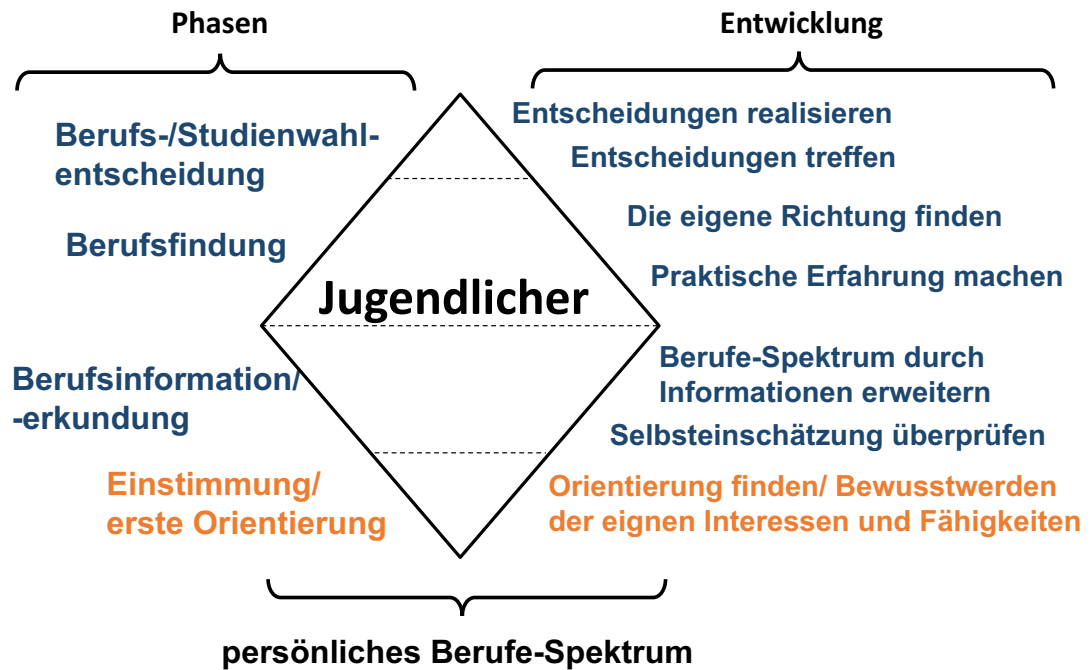 Phasen
Entwicklung
Berufs-/Studienwahl-
entscheidung
Berufsfindung
Berufsinformation/
-erkundung
Einstimmung/
erste Orientierung
Jugendlicher
Entscheidungen realisieren
Entscheidungen treffen
Die eigene Richtung finden
Praktische Erfahrung machen
Berufe-Spektrum durch
Informationen erweitern
Selbsteinschätzung überprüfen
Orientierung finden/ Bewusstwerden
der eignen Interessen und Fähigkeiten
persönliches Berufe-Spektrum